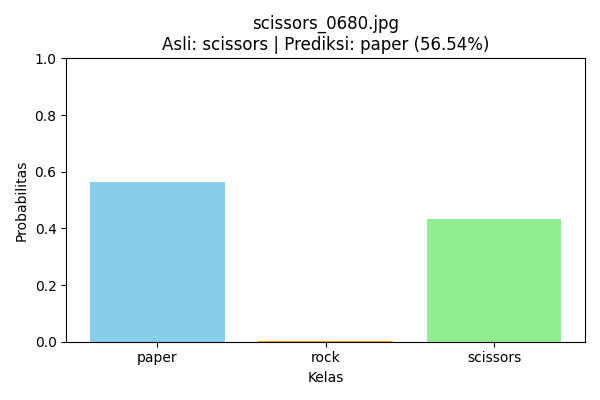 scissors_0680.jpg
Asli: scissors | Prediksi: paper (56.54%)
1.0
0.8
0.6
0.4
0.2
0.0
Probabilitas
paper rock scissors
Kelas